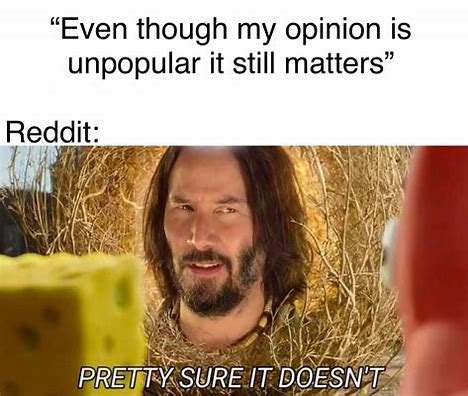 “Even though my opinion is
unpopular it still matters”
Reddit:
PRETTY SURE IT DOESN'T